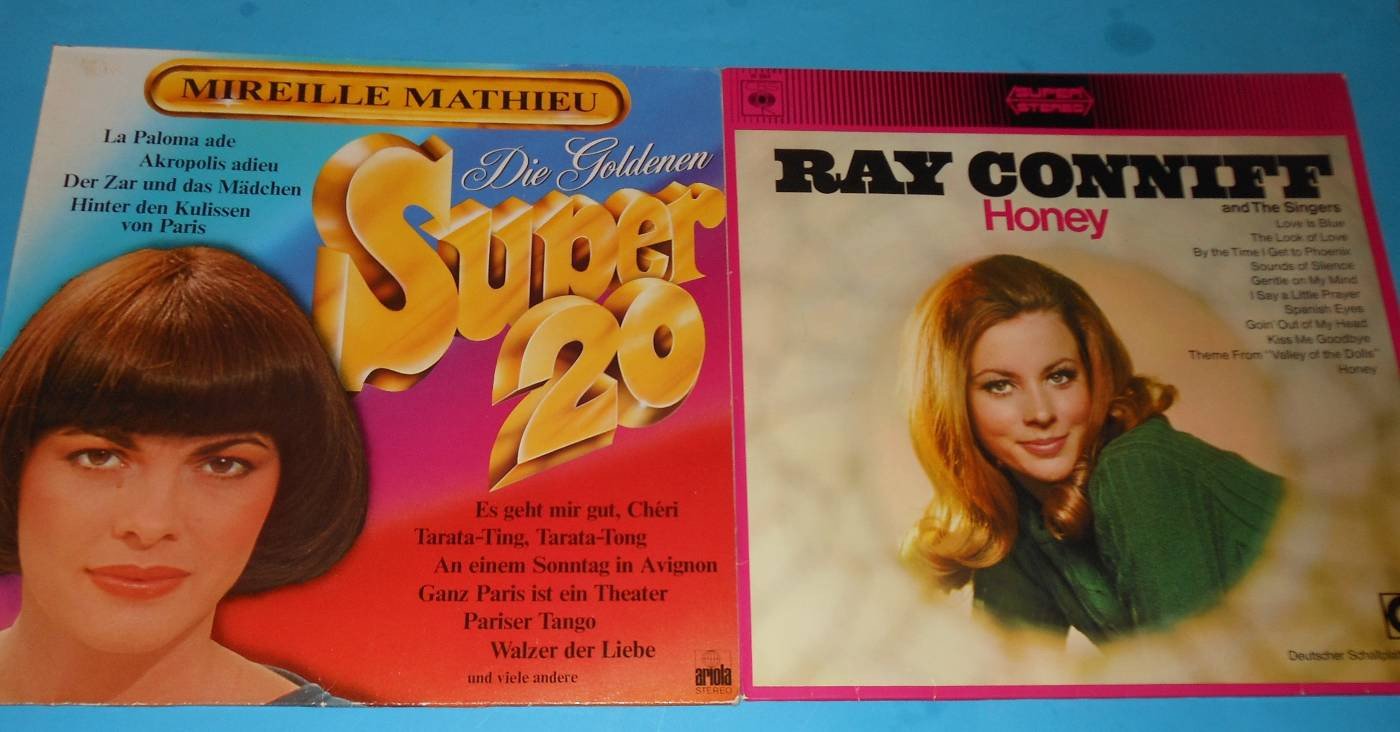 MIREILLE MATHIEU
La Paloma ade
Akropolis adieu
Der Zar und das Mädchen
Hinter den Kulissen
von Paris
Die Goldenen
Super
20
Es geht mir gut, Chéri
Tarata-Ting, Tarata-Tong
An einem Sonntag in Avignon
Ganz Paris ist ein Theater
Pariser Tango
Walzer der Liebe
und viele andere
ariola
STEREO
SUPER
STEREO
RAY CONNIFF
and The Singers
Honey
Love Is Blue
The Look of Love
By the Time I Get to Phoenix
Sounds of Silence
Gentle on My Mind
I Say a Little Prayer
Spanish Eyes
Goin' Out of My Head
Kiss Me Goodbye
Theme From "Valley of the Dolls"
Honey
Deutscher Schallplat